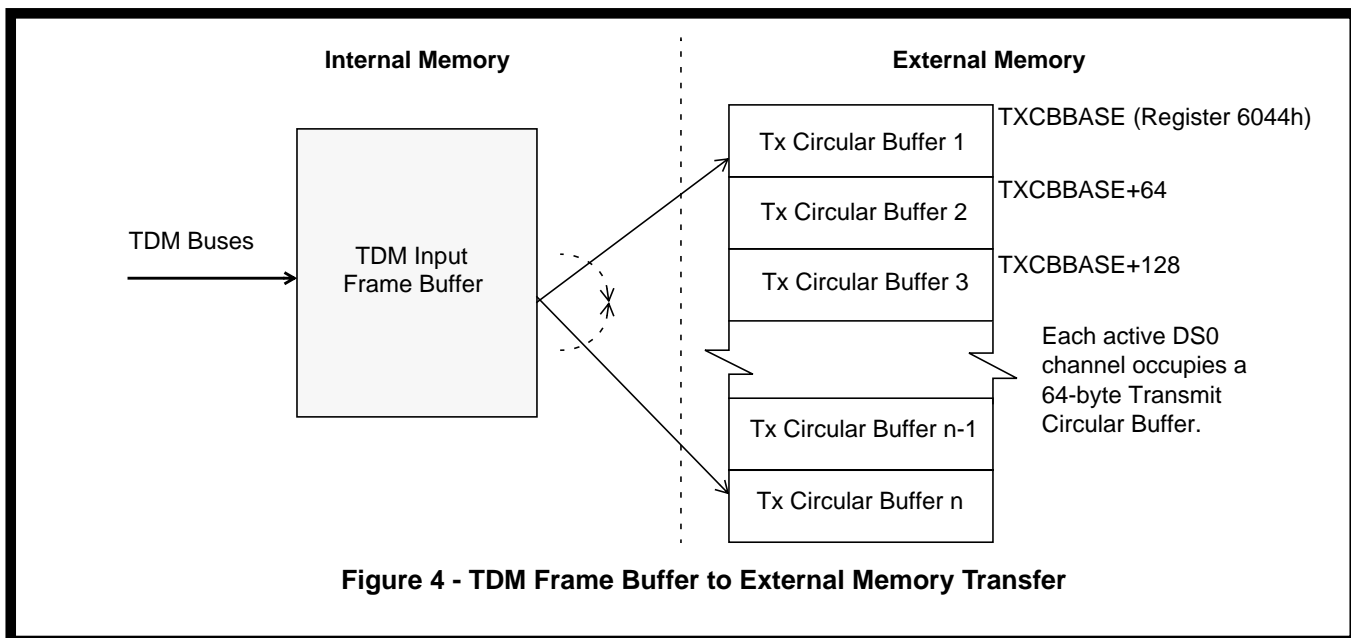 Internal Memory
External Memory
TDM Buses
TDM Input
Frame Buffer
Tx Circular Buffer 1
TXCBBASE (Register 6044h)
Tx Circular Buffer 2
TXCBBASE+64
Tx Circular Buffer 3
TXCBBASE+128
Each active DS0
channel occupies a
64-byte Transmit
Circular Buffer.
Tx Circular Buffer n-1
Tx Circular Buffer n
Figure 4 - TDM Frame Buffer to External Memory Transfer